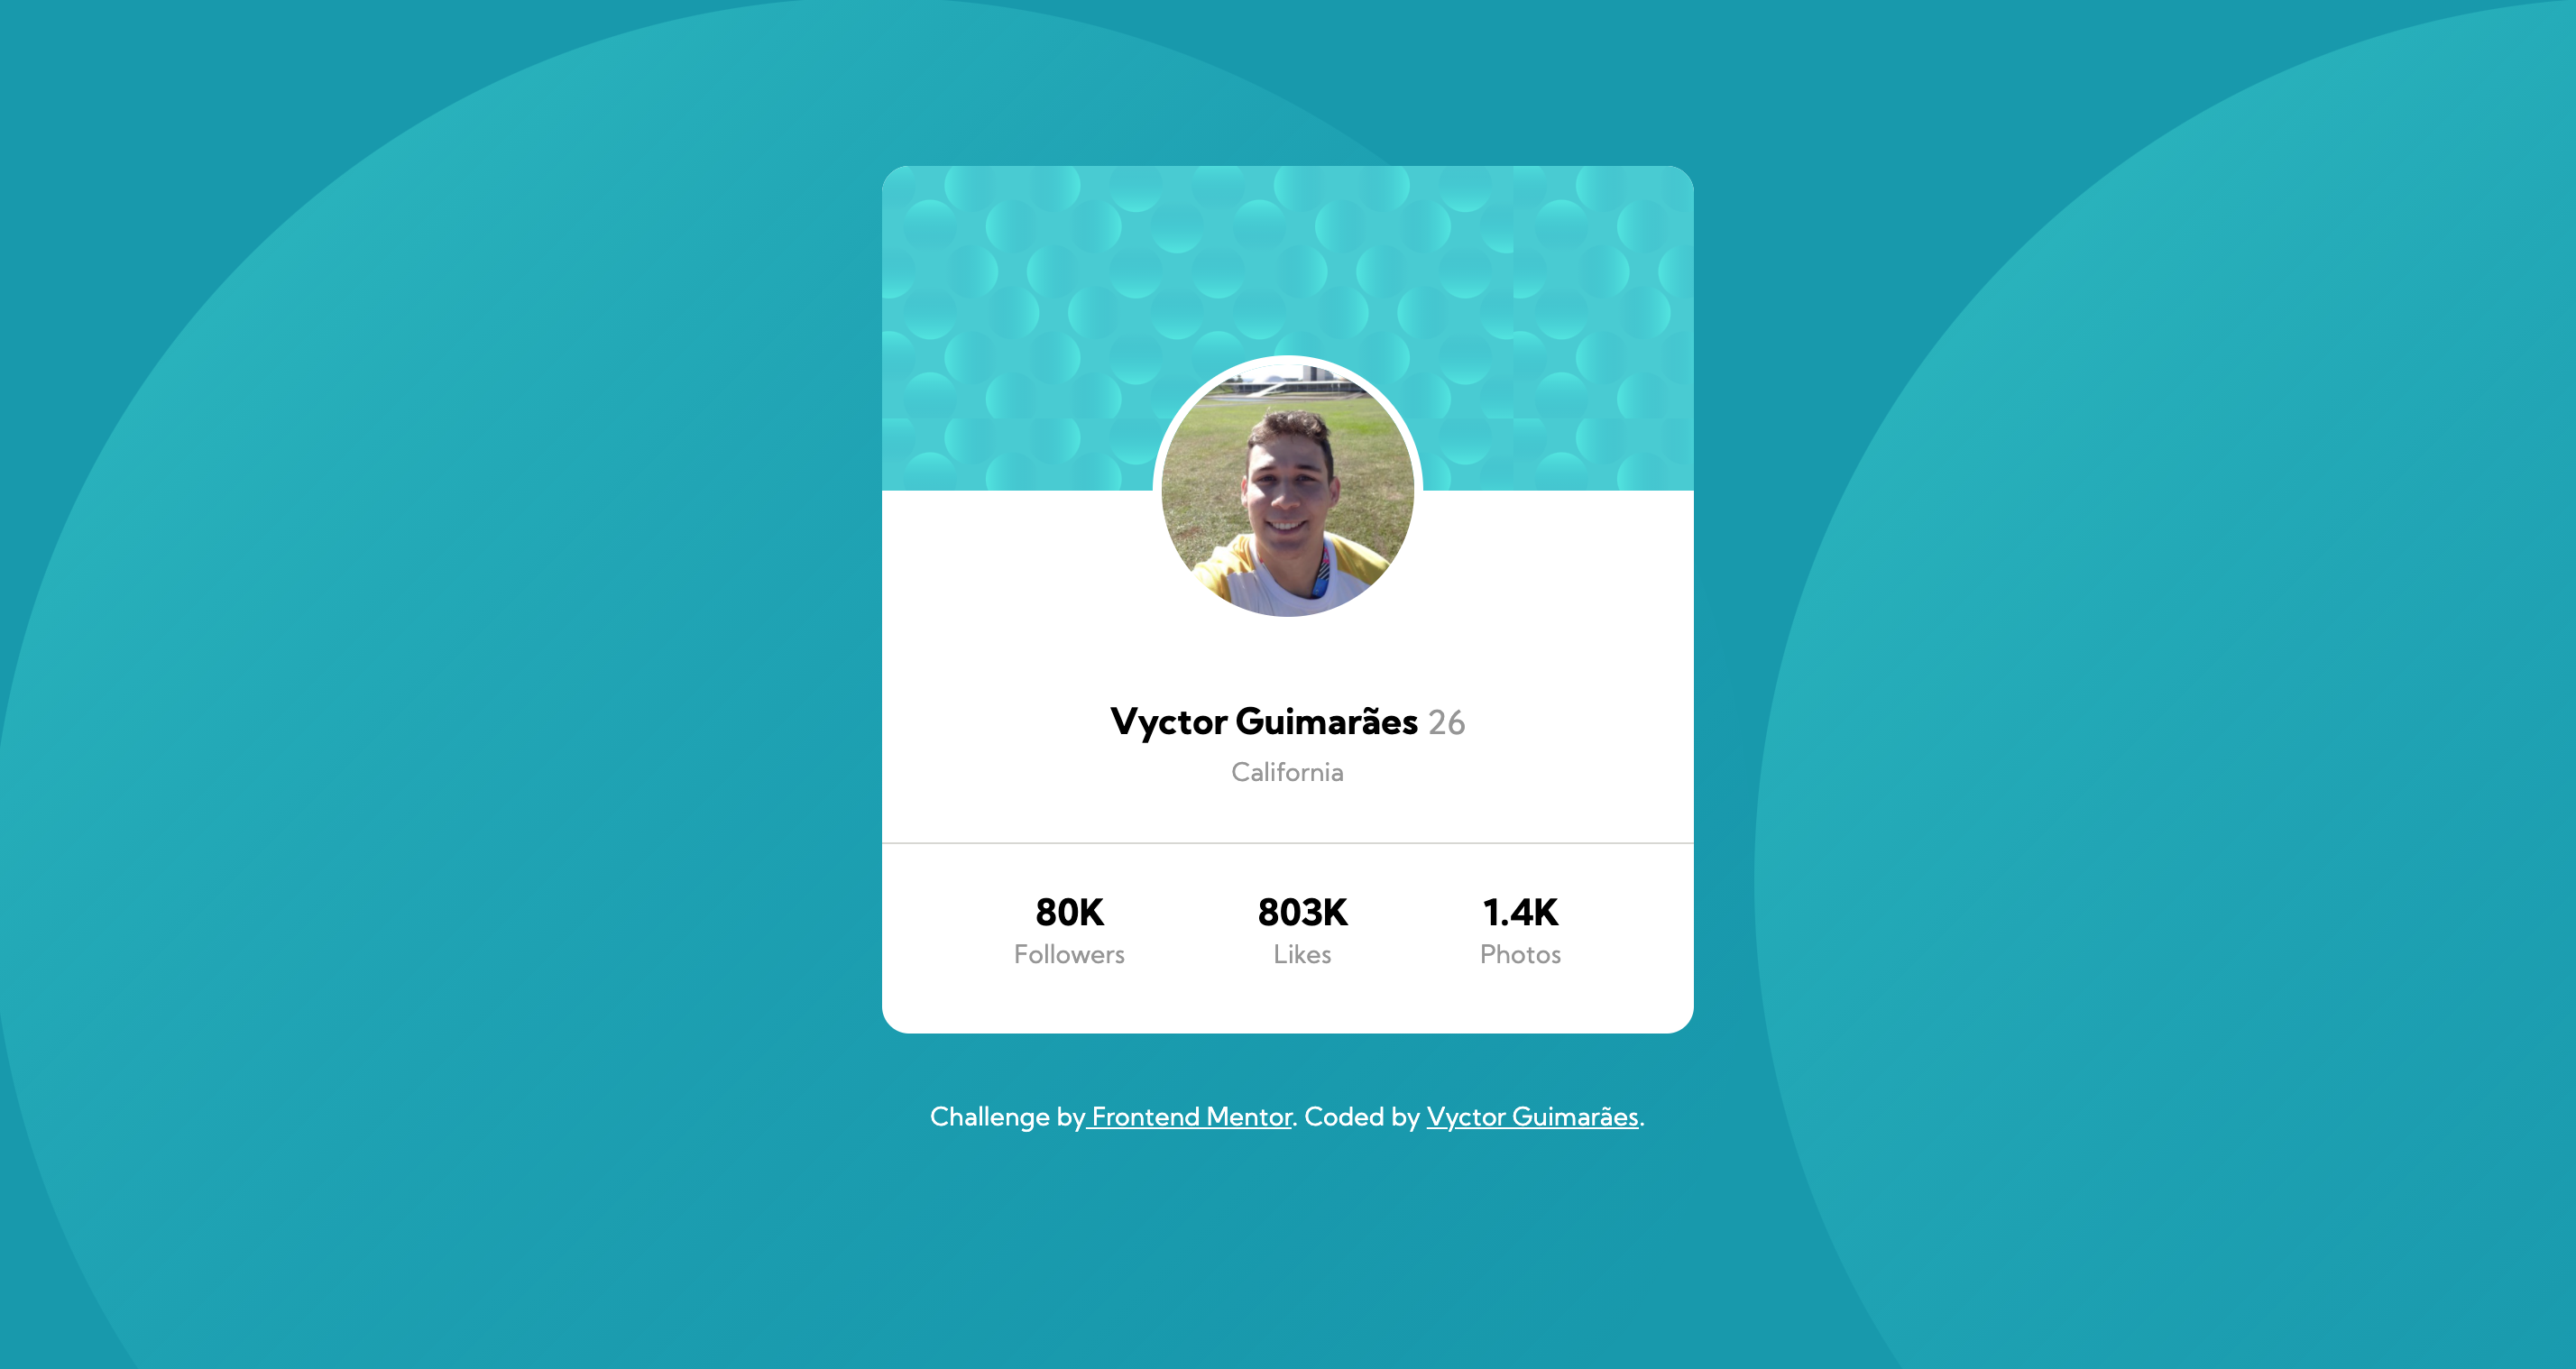 Vyctor Guimarães 26
California
80K 803K 1.4K
Followers Likes Photos
Challenge by Frontend Mentor. Coded by Vyctor Guimarães.